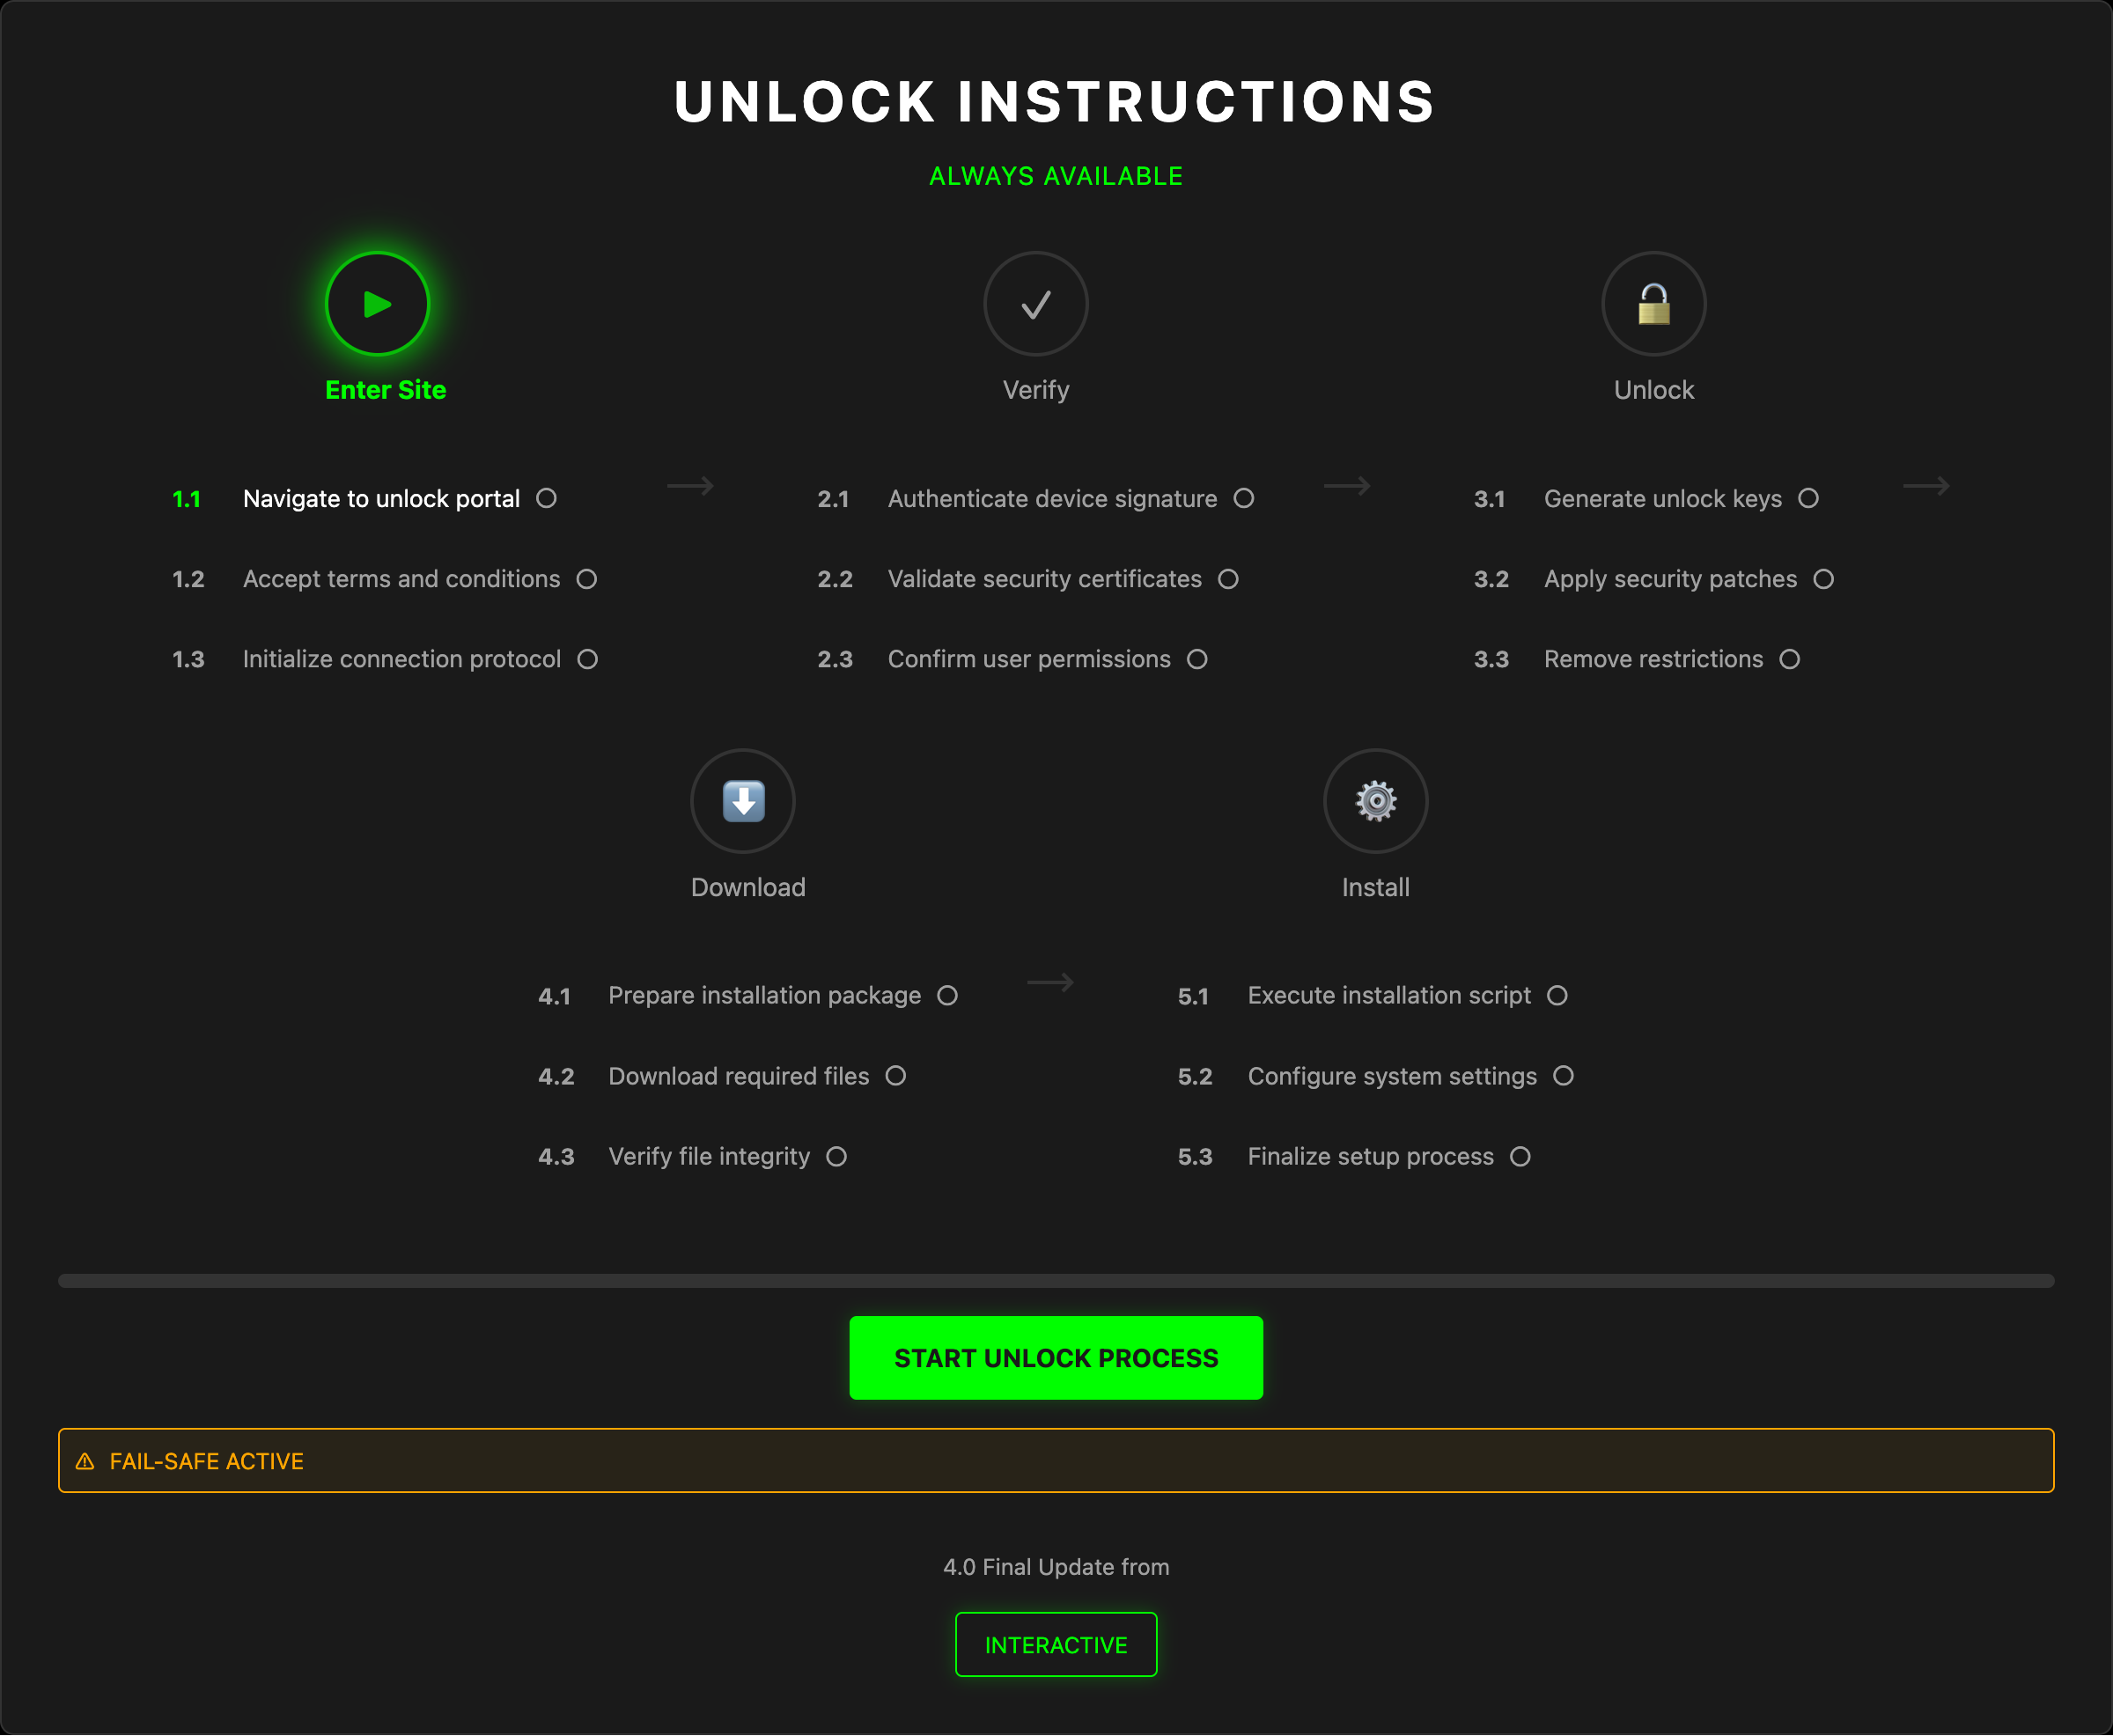 UNLOCK INSTRUCTIONS
ALWAYS AVAILABLE
Enter Site
1.1 Navigate to unlock portal
1.2 Accept terms and conditions
1.3 Initialize connection protocol
Verify
2.1 Authenticate device signature
2.2 Validate security certificates
2.3 Confirm user permissions
Unlock
3.1 Generate unlock keys
3.2 Apply security patches
3.3 Remove restrictions
Download
4.1 Prepare installation package
4.2 Download required files
4.3 Verify file integrity
Install
5.1 Execute installation script
5.2 Configure system settings
5.3 Finalize setup process
START UNLOCK PROCESS
FAIL-SAFE ACTIVE
4.0 Final Update from
INTERACTIVE